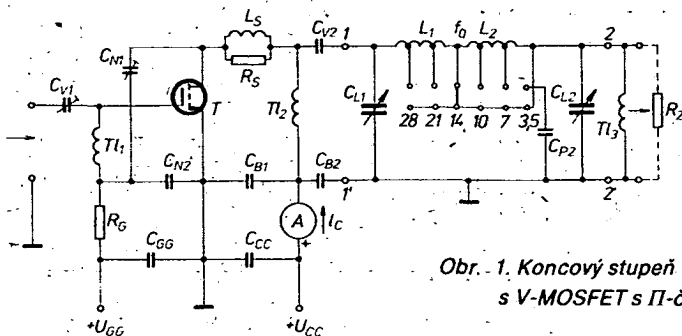 L_S
C_V2
1
L_1
f_0
L_2
2
C_N1
R_S
C_V1
T
Tl_2
C_L1
28
21
14
10
7
3,5
C_P2
C_L2
Tl_3
R_Z
Tl_1
C_N2
C_B1
C_B2
1'
2'
R_G
C_GG
C_CC
A
I_C
+
+U_GG
+U_CC
Obr. 1. Koncový stupeň
s V-MOSFET s Π-č